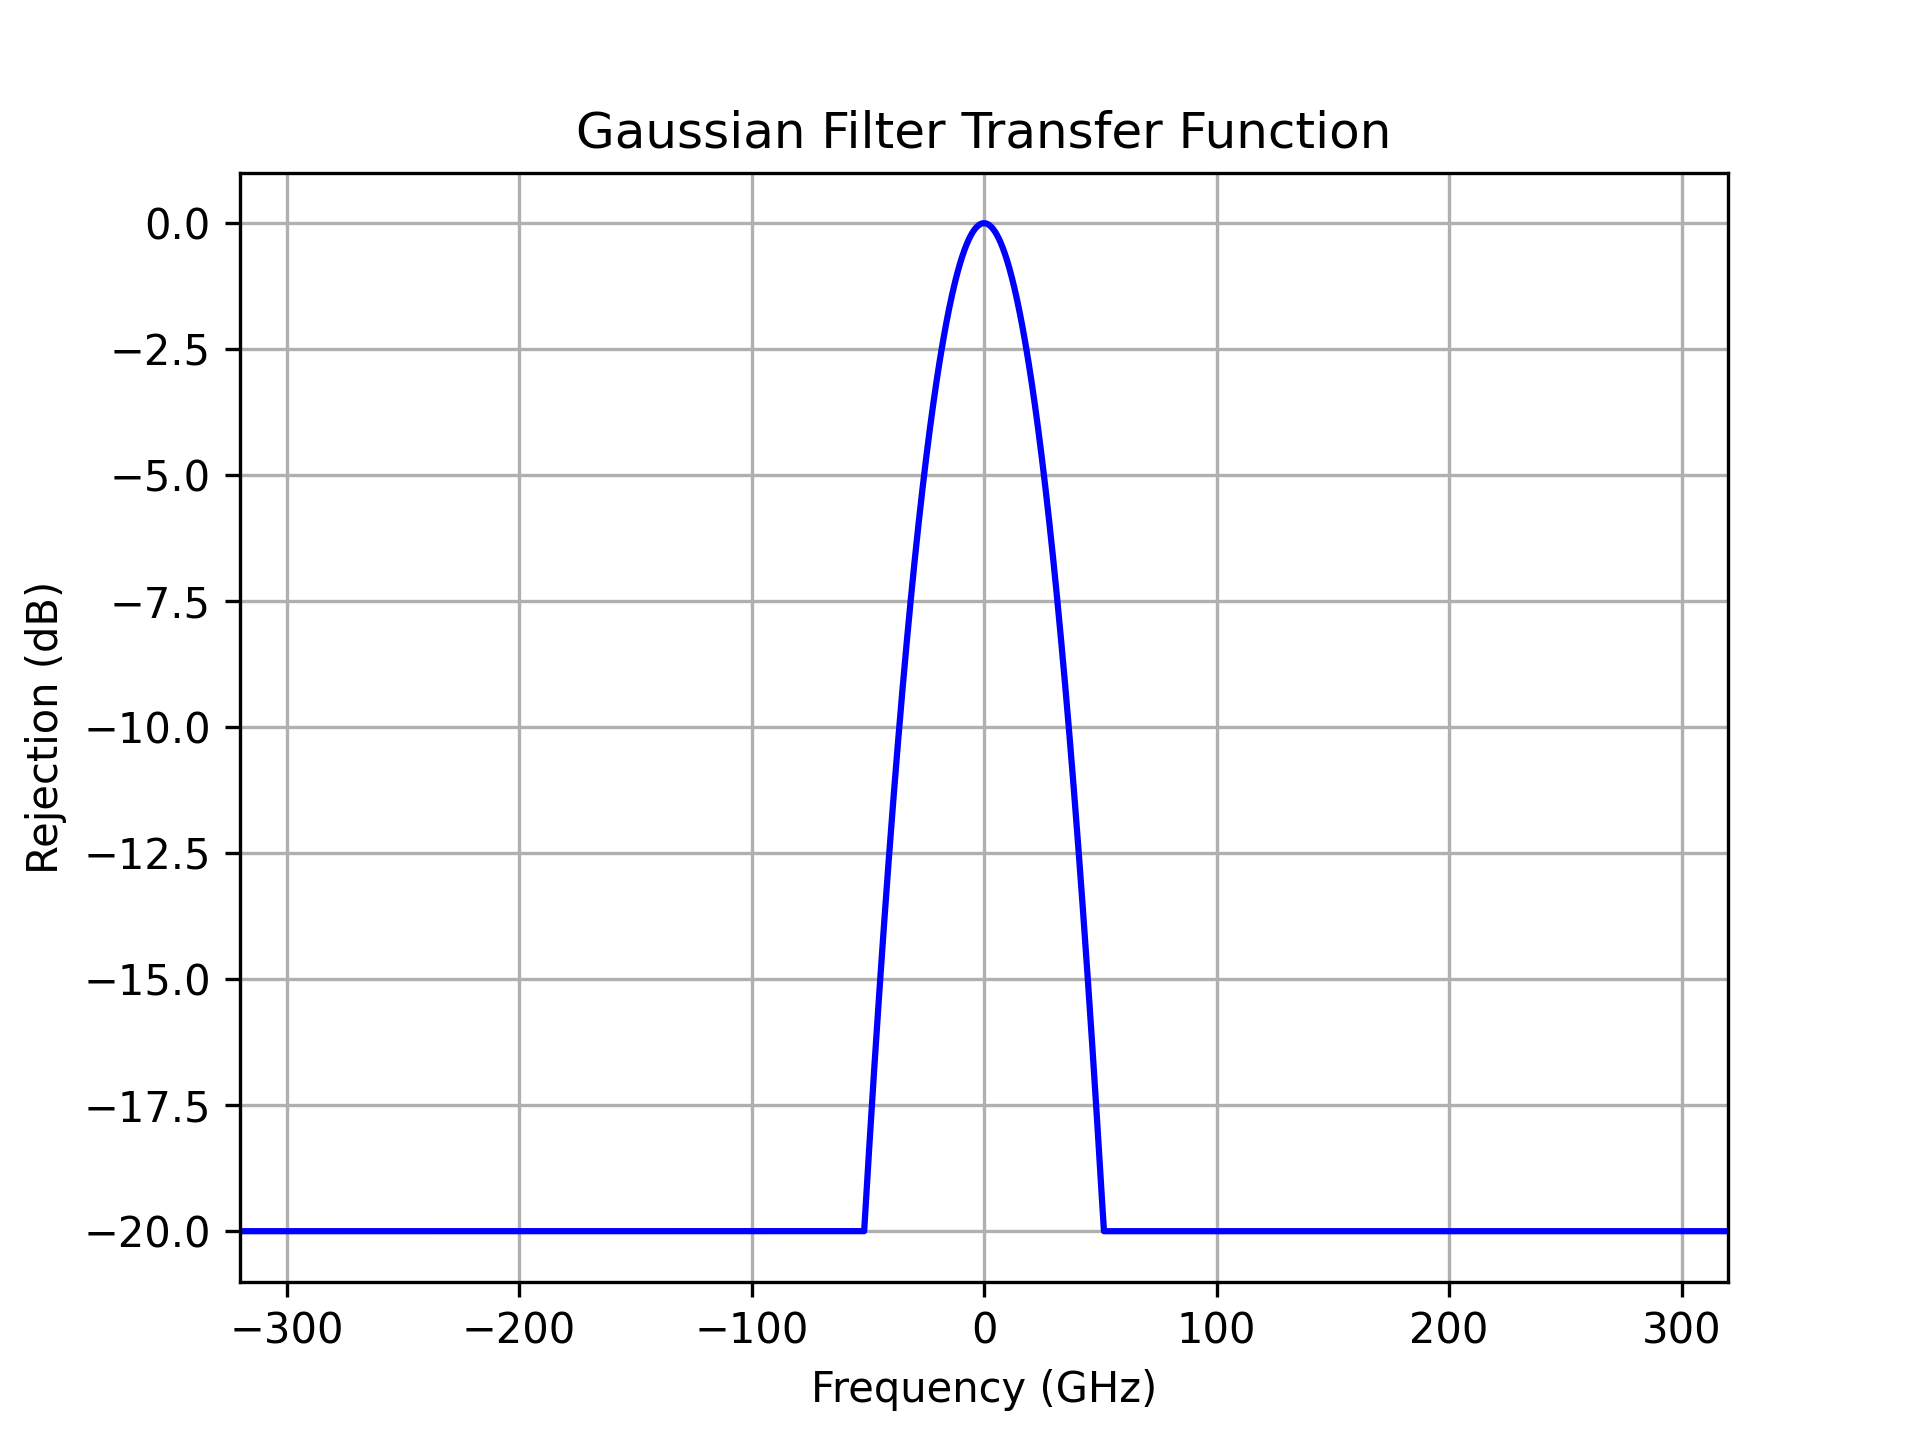 Gaussian Filter Transfer Function
0.0
−2.5
−5.0
−7.5
−10.0
−12.5
−15.0
−17.5
−20.0
Rejection (dB)
−300 −200 −100 0 100 200 300
Frequency (GHz)